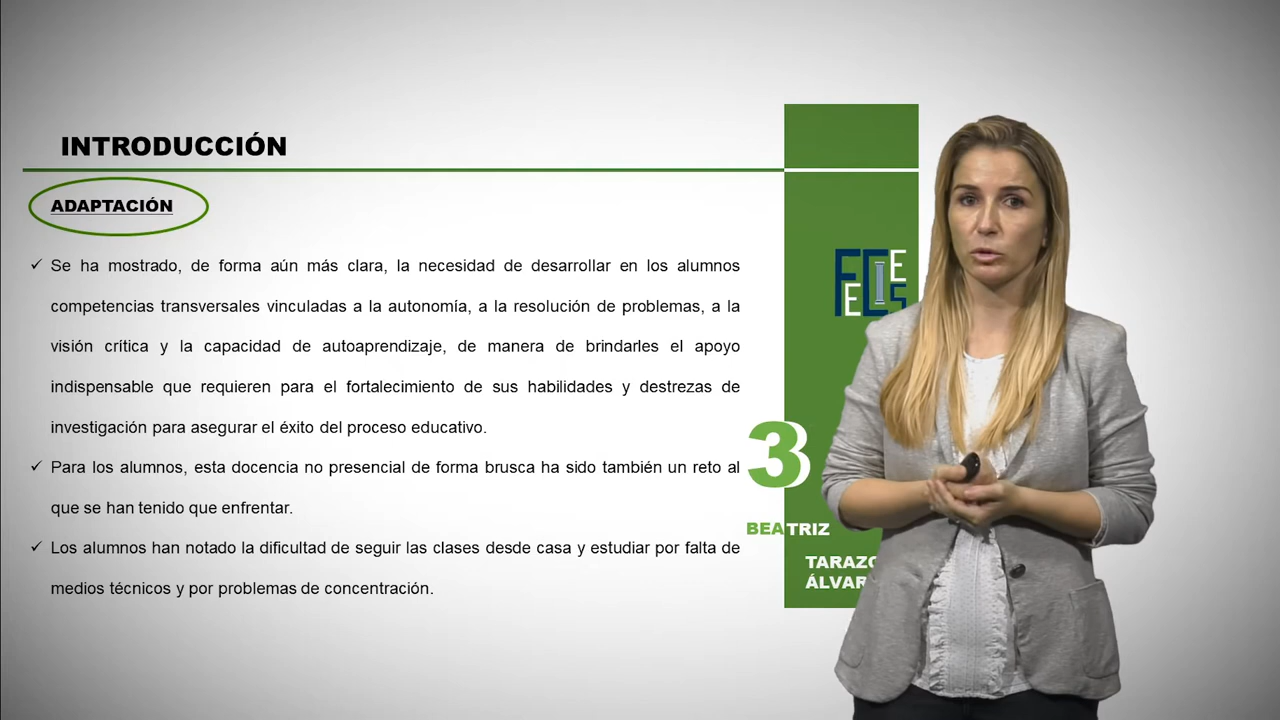 INTRODUCCIÓN
ADAPTACIÓN
✓ Se ha mostrado, de forma aún más clara, la necesidad de desarrollar en los alumnos
competencias transversales vinculadas a la autonomía, a la resolución de problemas, a la
visión crítica y la capacidad de autoaprendizaje, de manera de brindarles el apoyo
indispensable que requieren para el fortalecimiento de sus habilidades y destrezas de
investigación para asegurar el éxito del proceso educativo.
✓ Para los alumnos, esta docencia no presencial de forma brusca ha sido también un reto al
que se han tenido que enfrentar.
✓ Los alumnos han notado la dificultad de seguir las clases desde casa y estudiar por falta de
medios técnicos y por problemas de concentración.
3
BEATRIZ